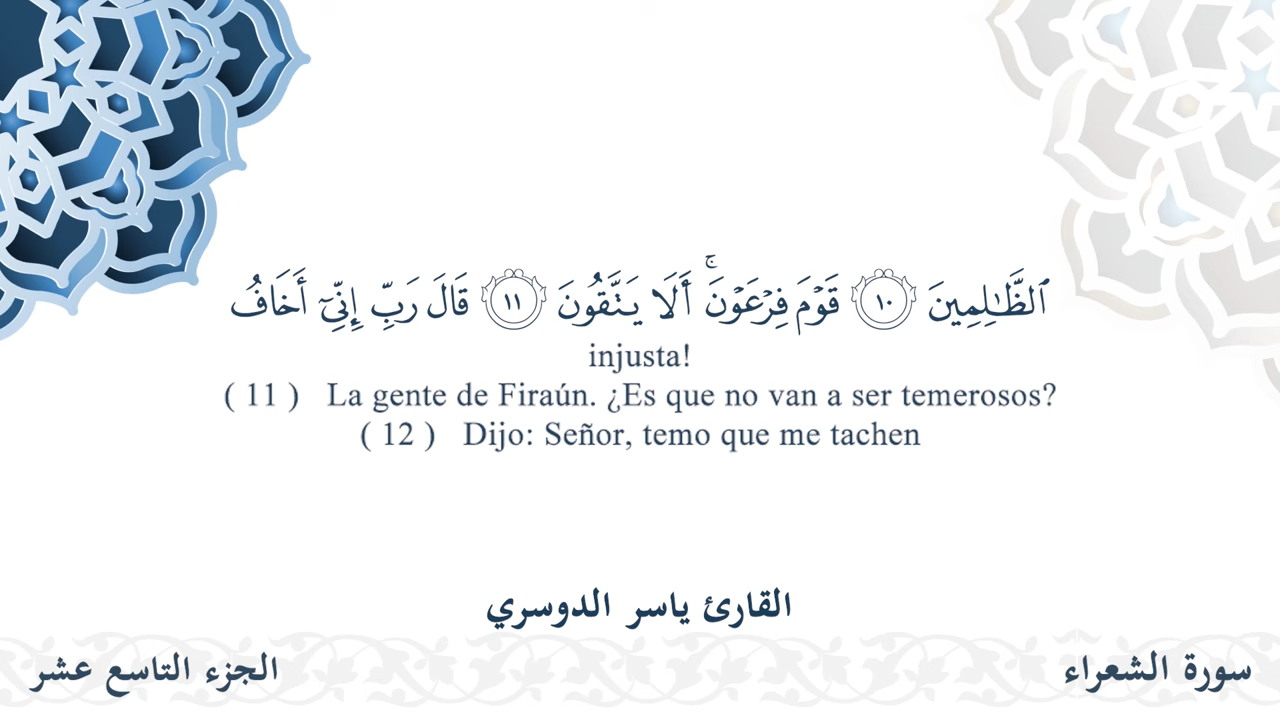 ٱلظَّٰلِمِينَ ١٠ قَوْمَ فِرْعَوْنَ ۚ أَلَا يَتَّقُونَ ١١ قَالَ رَبِّ إِنِّىٓ أَخَافُ
injusta!
( 11 ) La gente de Firaún. ¿Es que no van a ser temerosos?
( 12 ) Dijo: Señor, temo que me tachen
القارئ ياسر الدوسري
سورة الشعراء
الجزء التاسع عشر